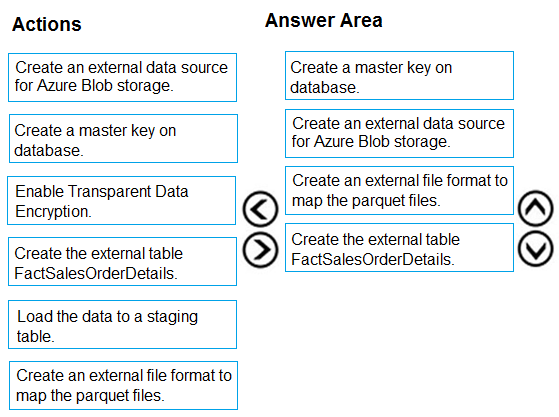 Actions
Create an external data source
for Azure Blob storage.
Create a master key on
database.
Enable Transparent Data
Encryption.
Create the external table
FactSalesOrderDetails.
Load the data to a staging
table.
Create an external file format to
map the parquet files.
Answer Area
Create a master key on
database.
Create an external data source
for Azure Blob storage.
Create an external file format to
map the parquet files.
Create the external table
FactSalesOrderDetails.